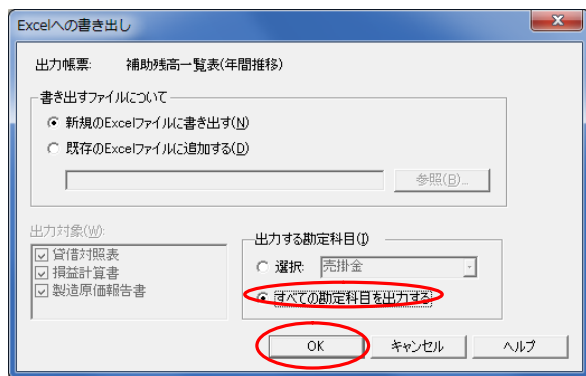 Excelへの書き出し
出力帳票: 補助残高一覧表(年間推移)
書き出すファイルについて
新規のExcelファイルに書き出す(N)
既存のExcelファイルに追加する(D)
参照(B)...
出力対象(W):
貸借対照表
損益計算書
製造原価報告書
出力する勘定科目(I)
選択: 売掛金
すべての勘定科目を出力する
OK キャンセル ヘルプ